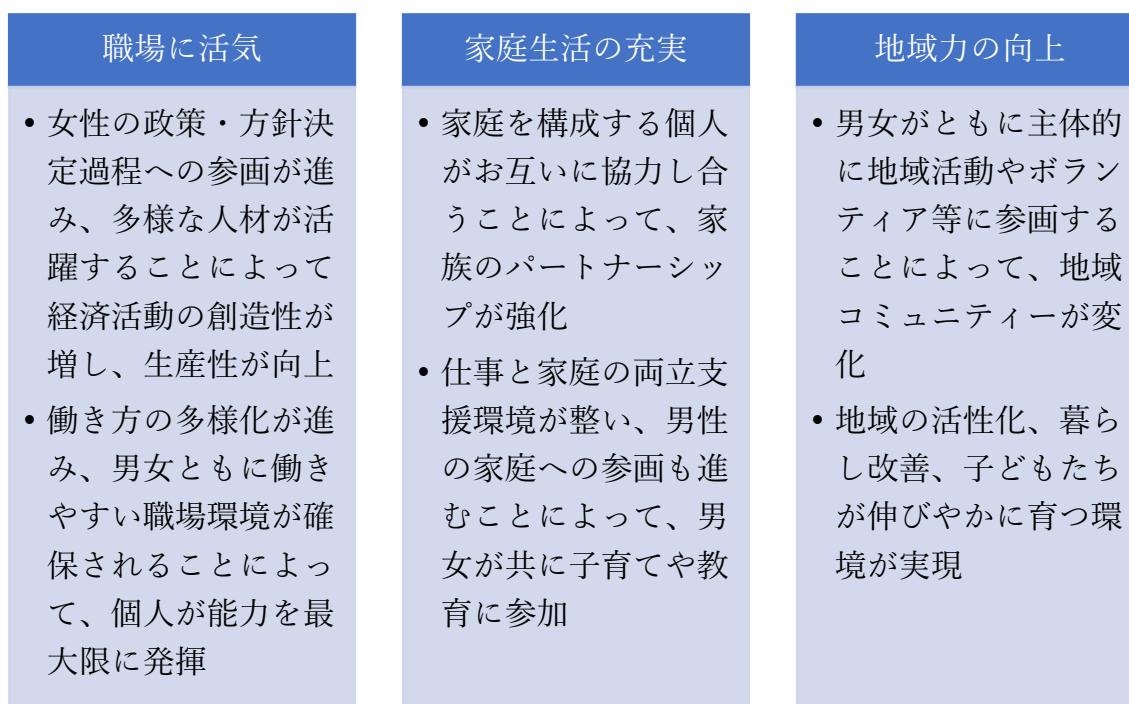 職場に活気
• 女性の政策・方針決
定過程への参画が進
み、多様な人材が活
躍することによって
経済活動の創造性が
増し、生産性が向上
• 働き方の多様化が進
み、男女ともに働き
やすい職場環境が確
保されることによっ
て、個人が能力を最
大限に発揮
家庭生活の充実
• 家庭を構成する個人
がお互いに協力し合
うことによって、家
族のパートナーシッ
プが強化
• 仕事と家庭の両立支
援環境が整い、男性
の家庭への参画も進
むことによって、男
女が共に子育てや教
育に参加
地域力の向上
• 男女がともに主体的
に地域活動やボラン
ティア等に参画する
ことによって、地域
コミュニティーが変
化
• 地域の活性化、暮ら
し改善、子どもたち
が伸びやかに育つ環
境が実現